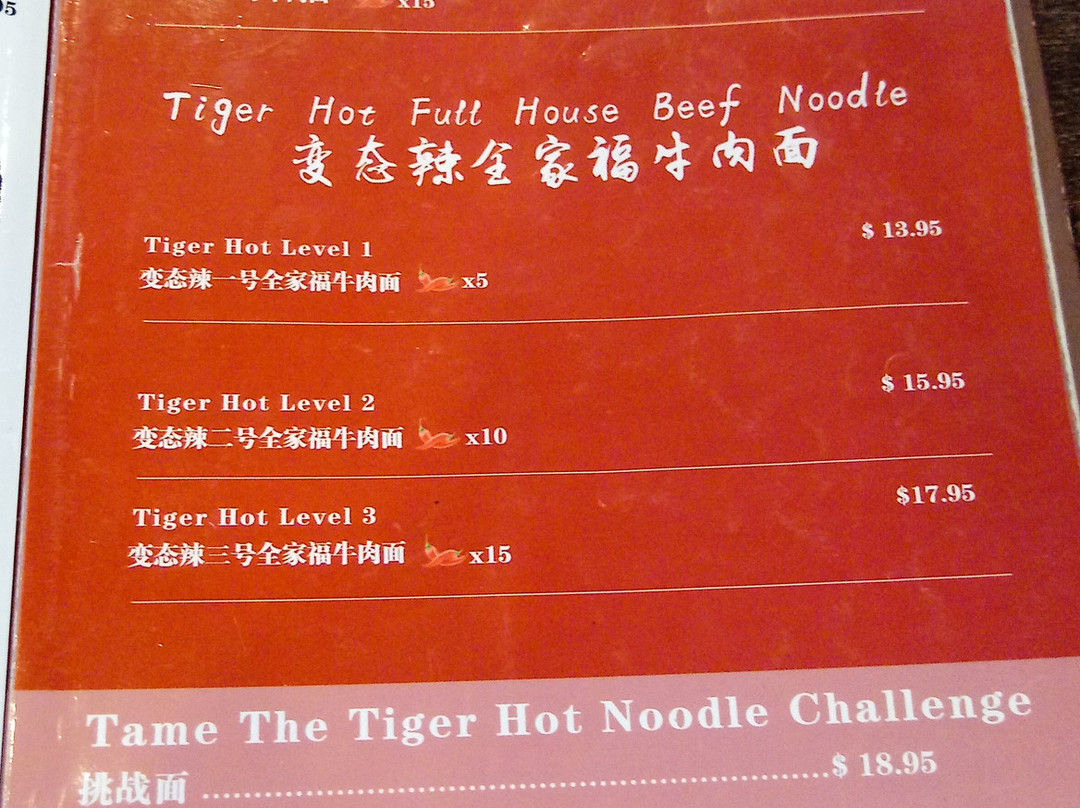 x15
Tiger Hot Full House Beef Noodle
变态辣全家福牛肉面
Tiger Hot Level 1 $ 13.95
变态辣一号全家福牛肉面 x5
Tiger Hot Level 2 $ 15.95
变态辣二号全家福牛肉面 x10
Tiger Hot Level 3 $17.95
变态辣三号全家福牛肉面 x15
Tame The Tiger Hot Noodle Challenge
挑战面 ........................................................ $ 18.95